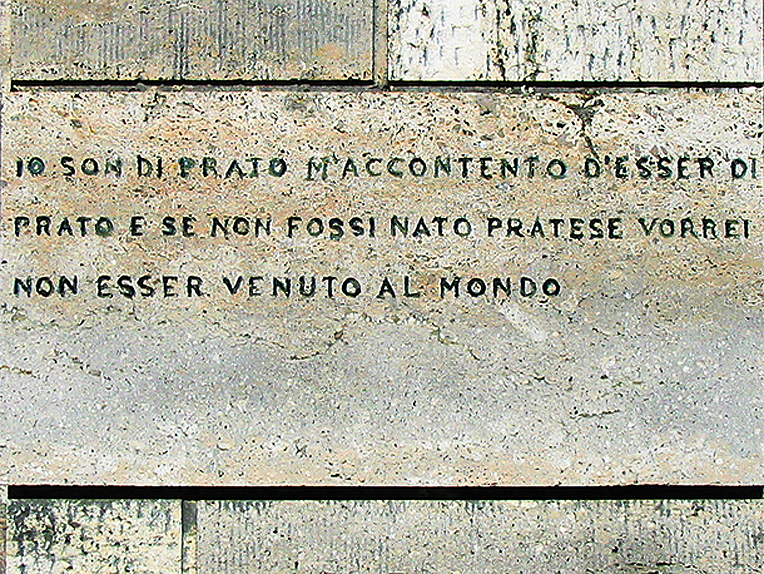 IO SON DI PRATO M'ACCONTENTO D'ESSER DI
PRATO E SE NON FOSSI NATO PRATESE VORREI
NON ESSER VENUTO AL MONDO